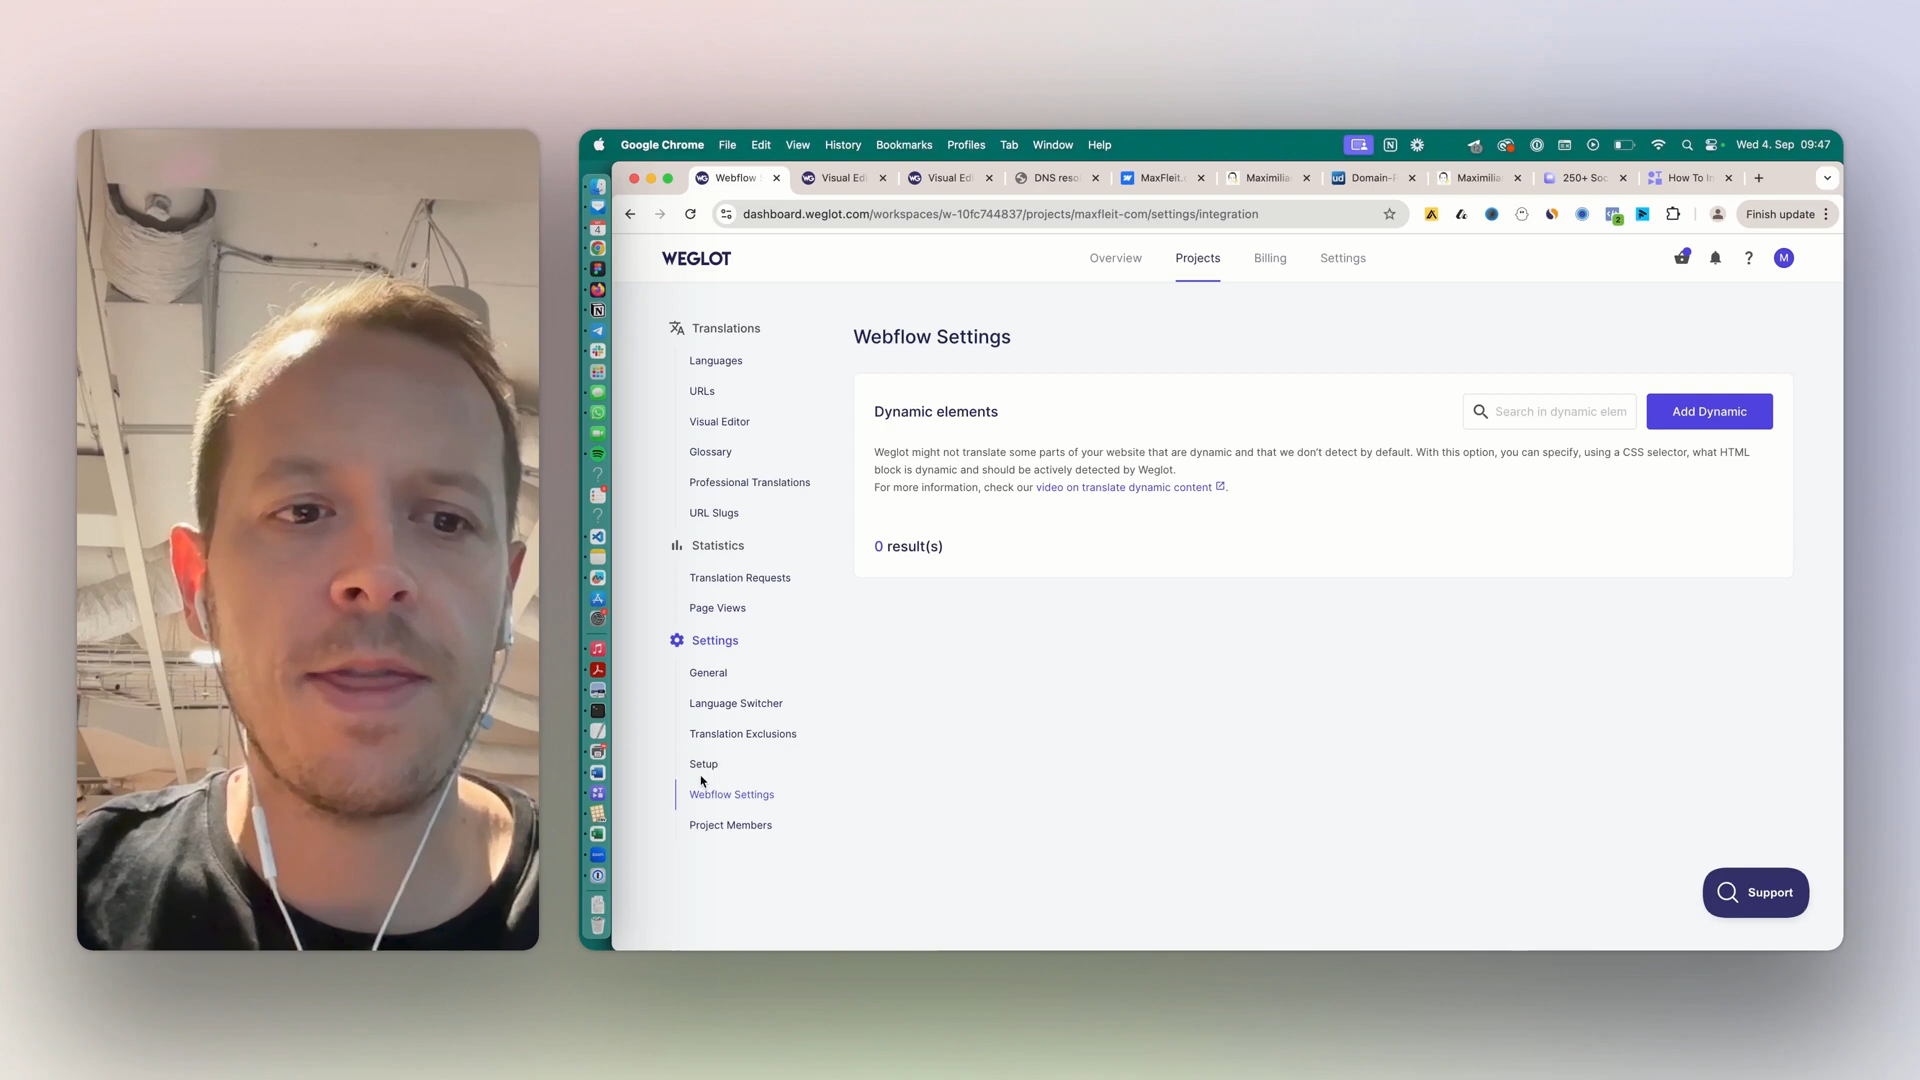 Google Chrome File Edit View History Bookmarks Profiles Tab Window Help
Wed 4. Sep 09:47
Webflow Visual Edi Visual Edi DNS reso MaxFleit.c Maximilia Domain-F Maximilia 250+ Soc How To In
dashboard.weglot.com/workspaces/w-10fc744837/projects/maxfleit-com/settings/integration
2
Finish update
WEGLOT
Overview Projects Billing Settings
? M
Translations
Languages
URLs
Visual Editor
Glossary
Professional Translations
URL Slugs
Statistics
Translation Requests
Page Views
Settings
General
Language Switcher
Translation Exclusions
Setup
Webflow Settings
Project Members
Webflow Settings
Dynamic elements
Search in dynamic elem
Add Dynamic
Weglot might not translate some parts of your website that are dynamic and that we don't detect by default. With this option, you can specify, using a CSS selector, what HTML
block is dynamic and should be actively detected by Weglot.
For more information, check our video on translate dynamic content.
0 result(s)
Support